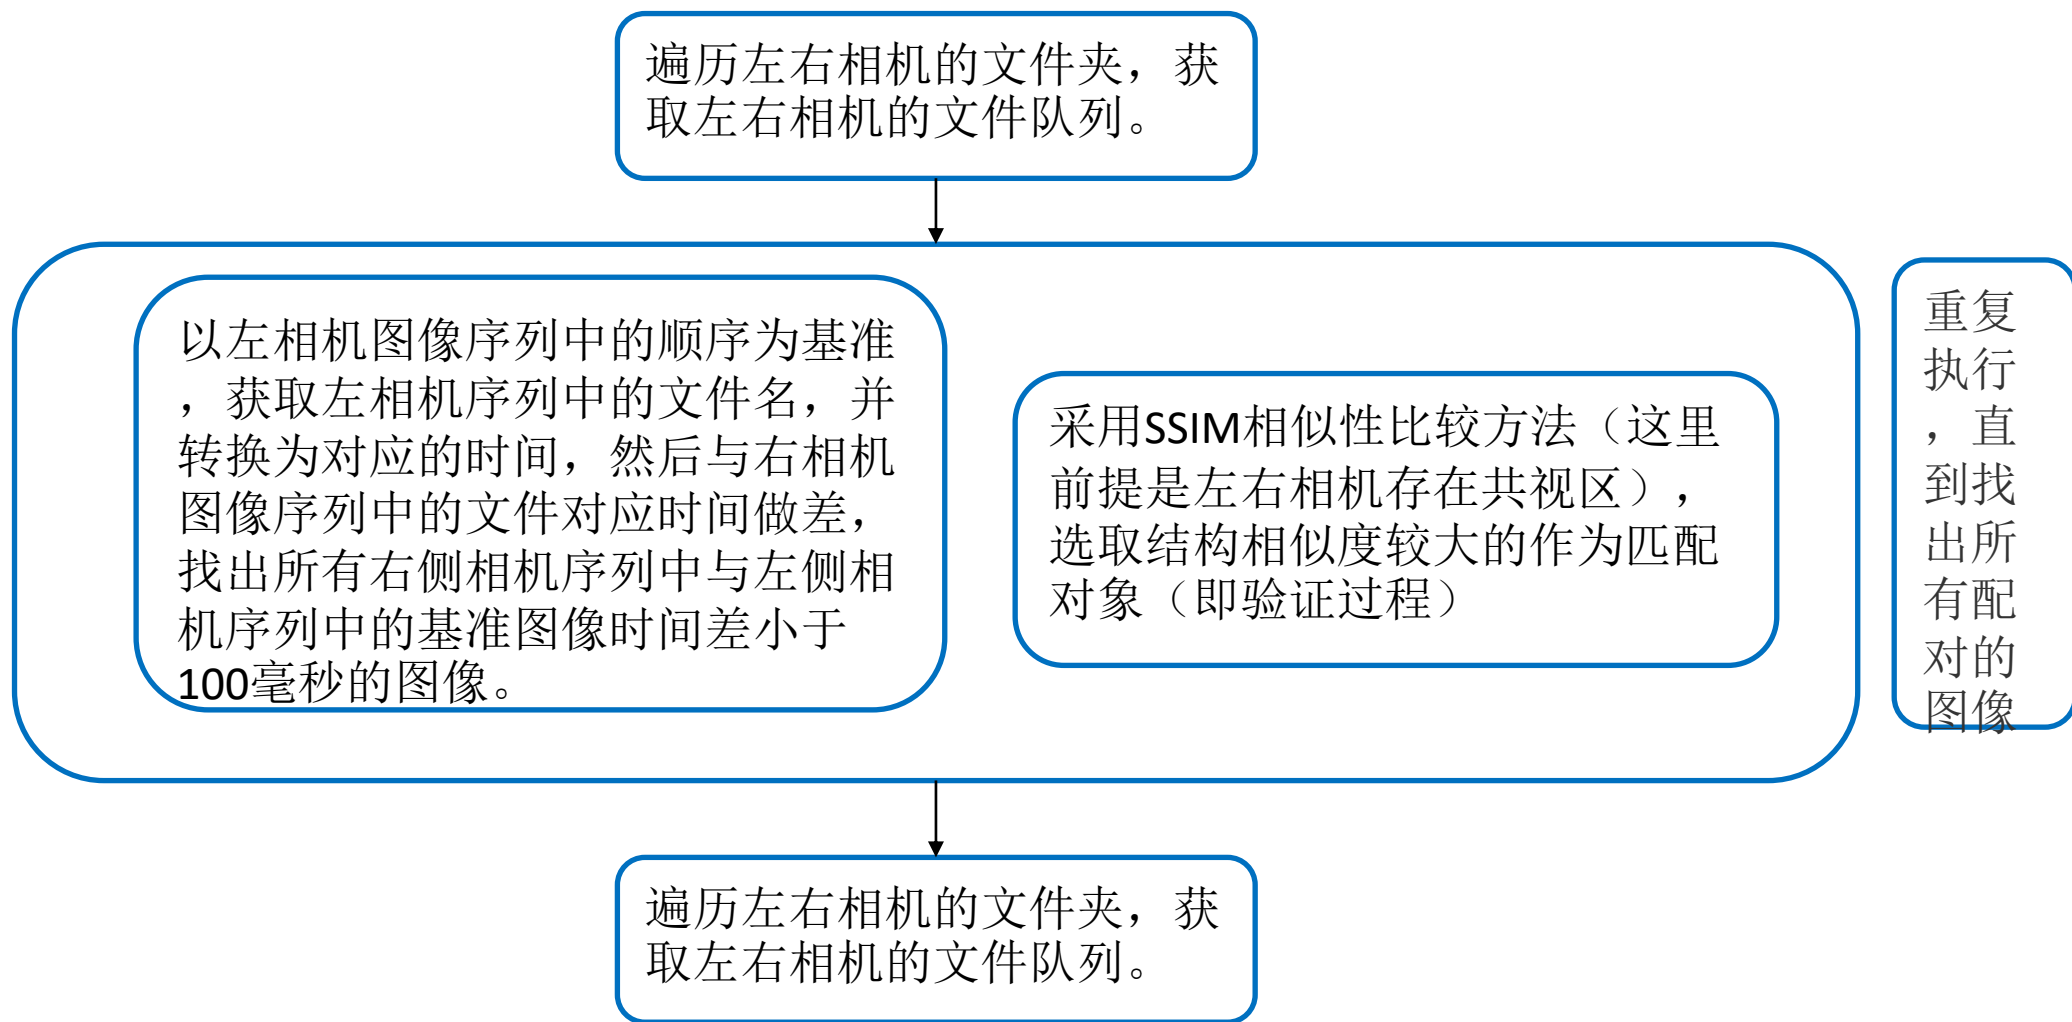 遍历左右相机的文件夹，获
取左右相机的文件队列。
以左相机图像序列中的顺序为基准
，获取左相机序列中的文件名，并
转换为对应的时间，然后与右相机
图像序列中的文件对应时间做差，
找出所有右侧相机序列中与左侧相
机序列中的基准图像时间差小于
100毫秒的图像。
采用SSIM相似性比较方法（这里
前提是左右相机存在共视区），
选取结构相似度较大的作为匹配
对象（即验证过程）
重复
执行
，直
到找
出所
有配
对的
图像
遍历左右相机的文件夹，获
取左右相机的文件队列。